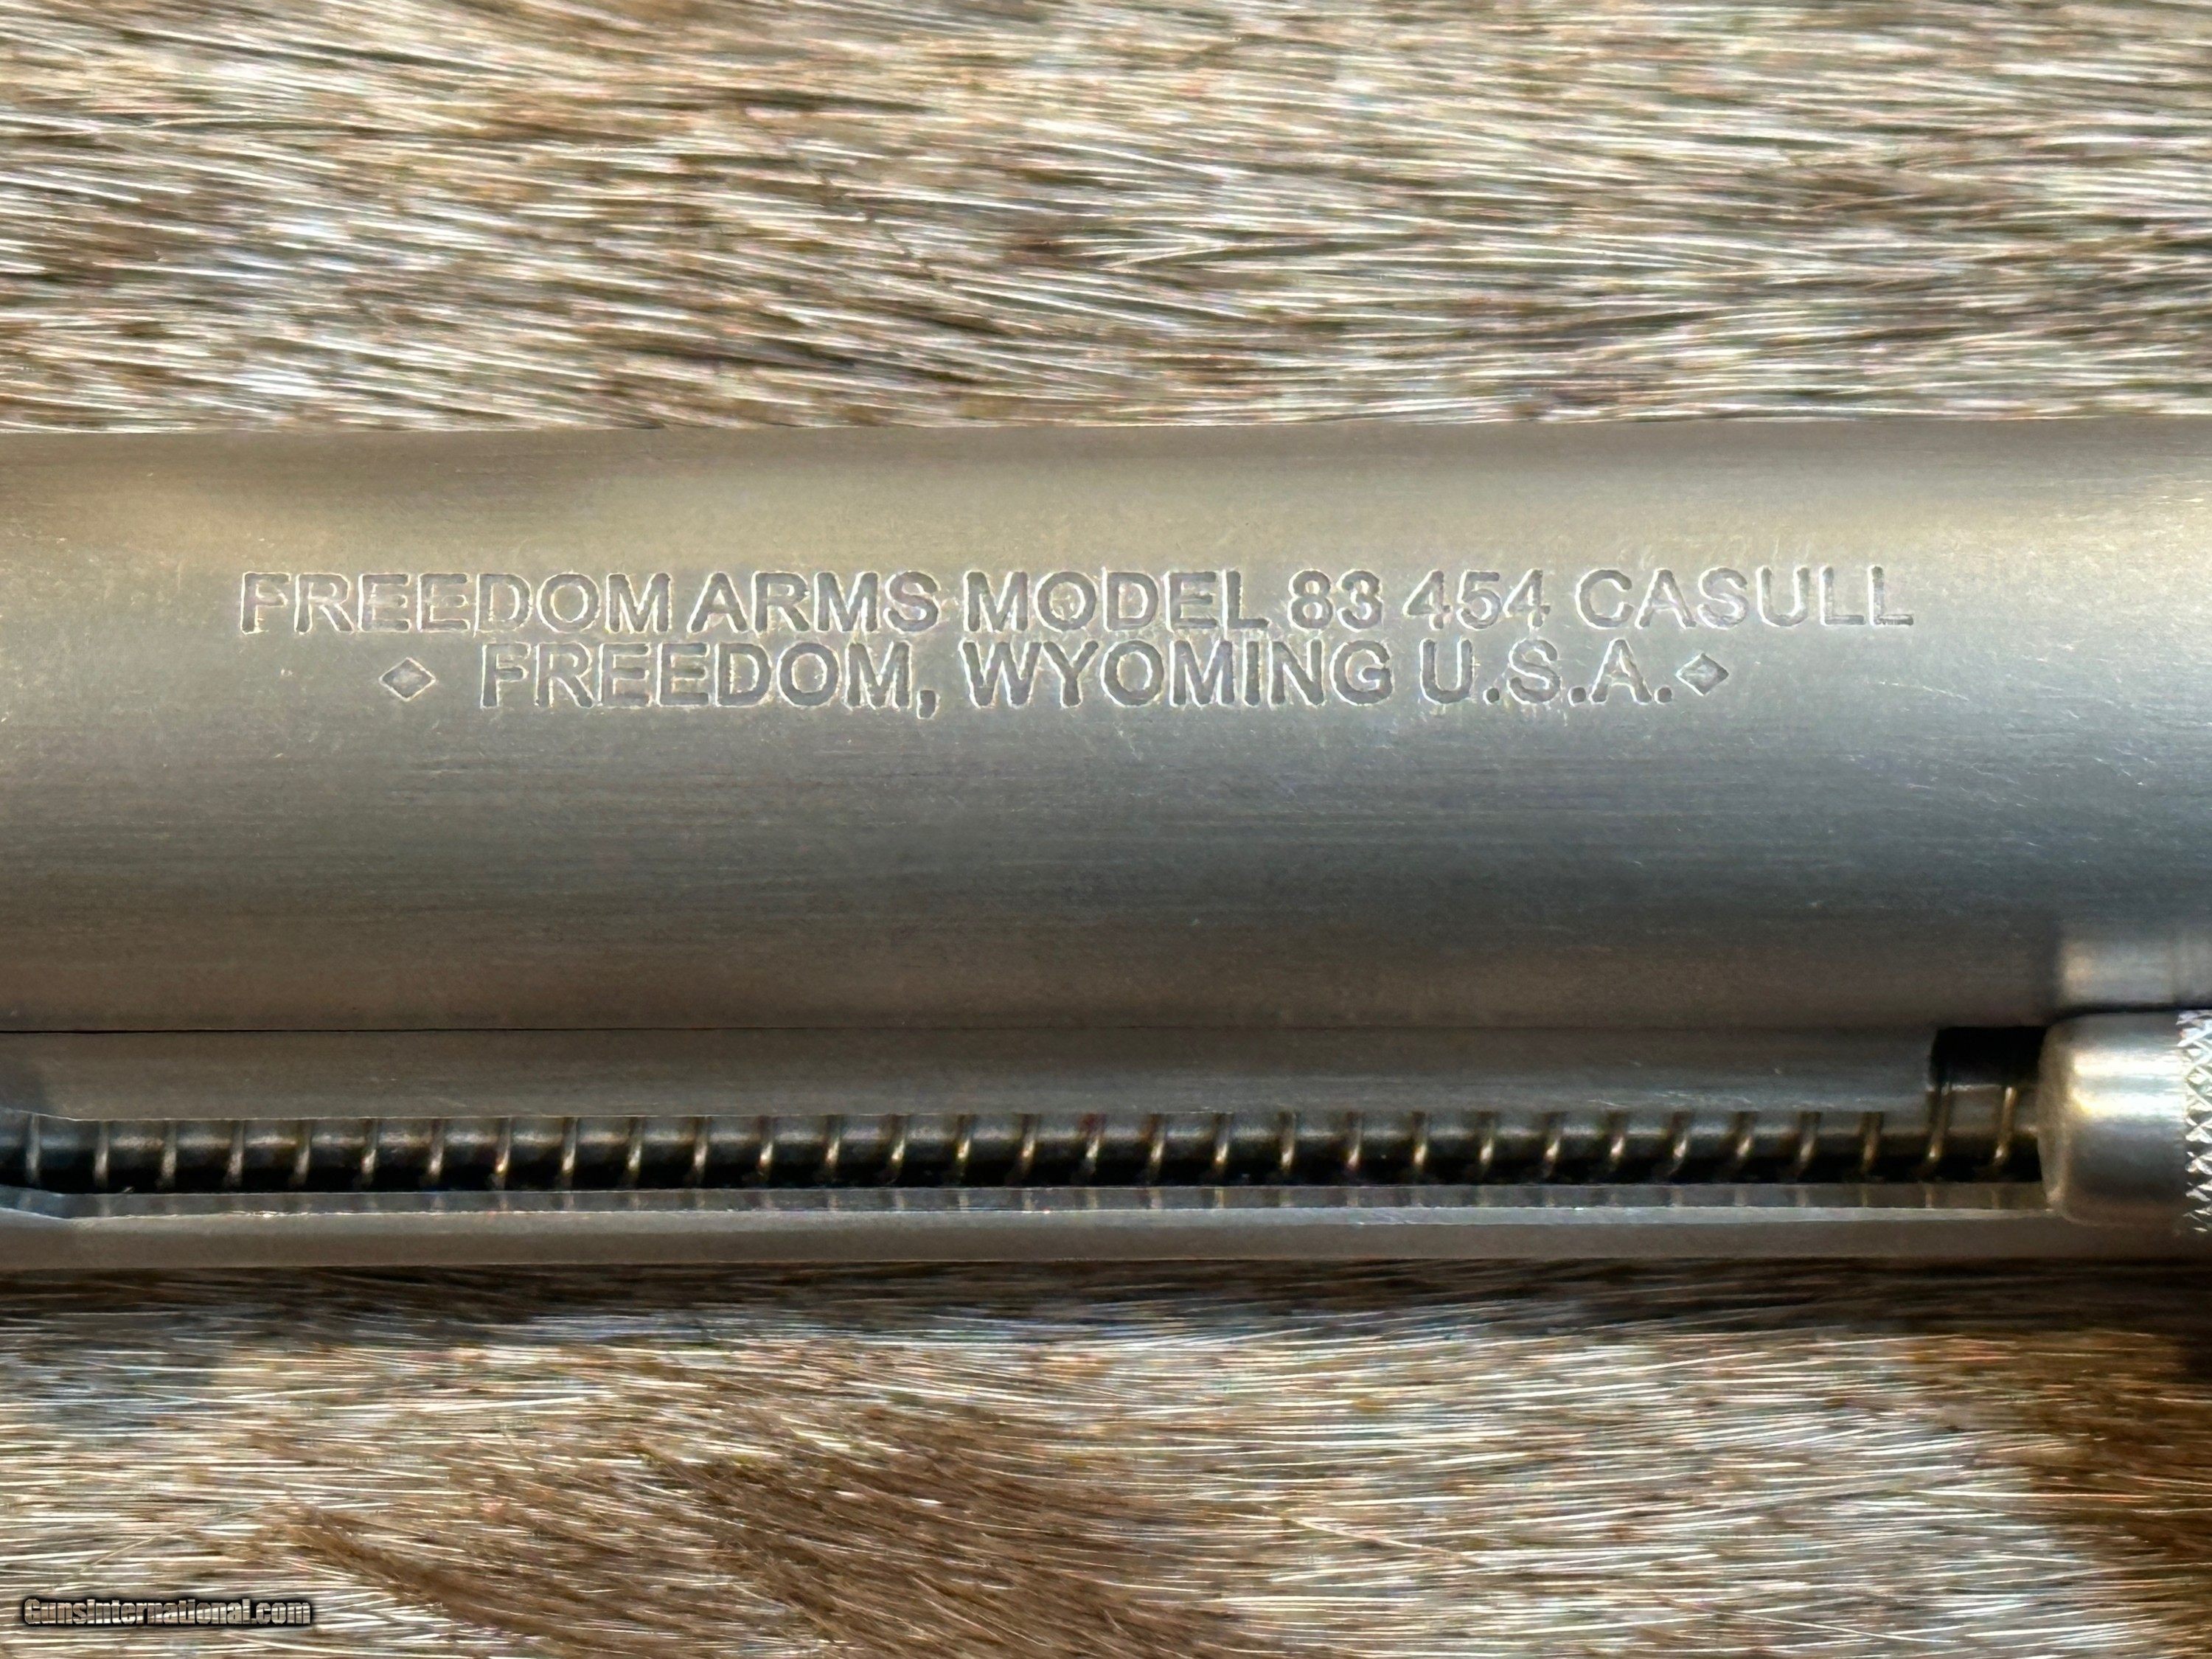 FREEDOM ARMS MODEL 83 454 CASULL
◇ FREEDOM, WYOMING U.S.A. ◇
GunsInternational.com